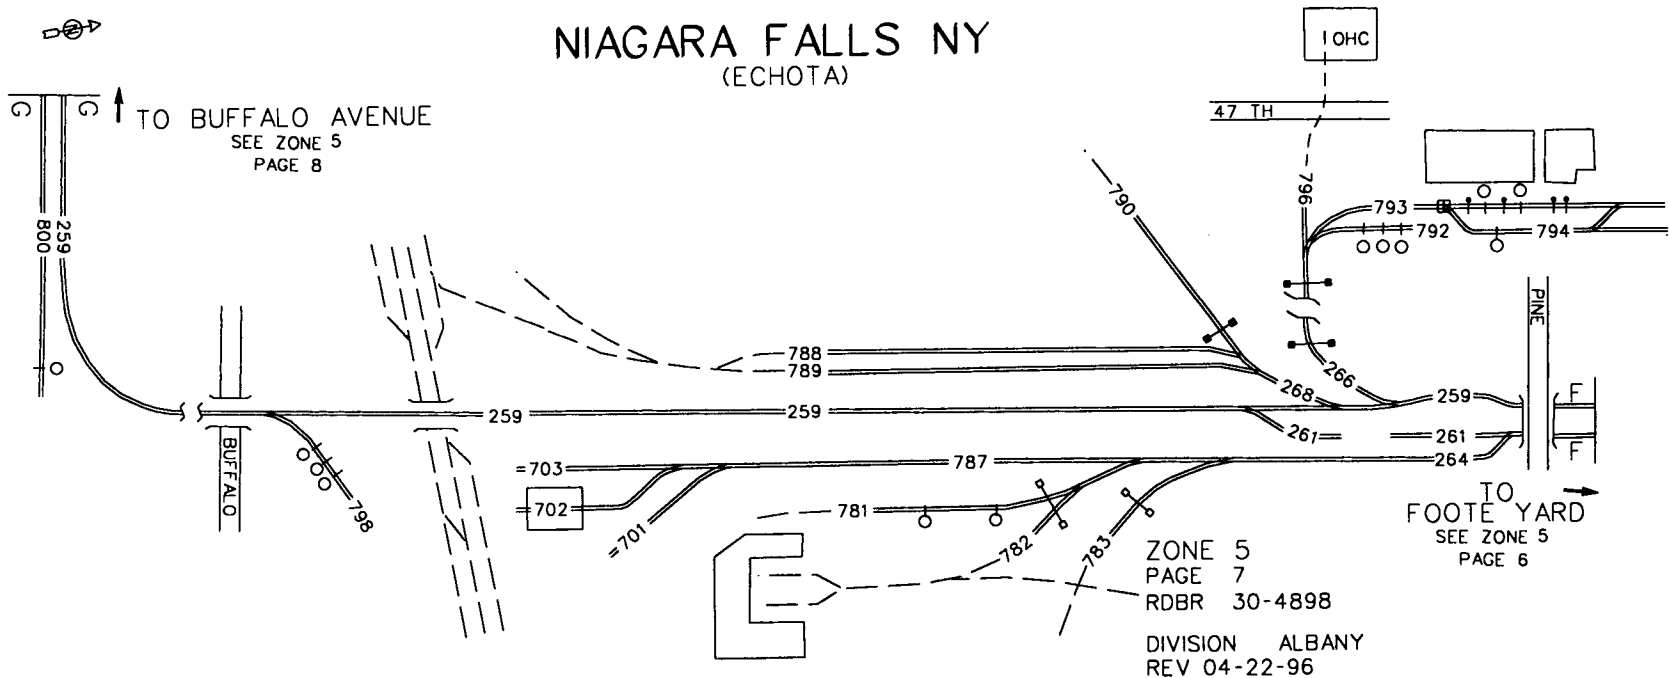 NIAGARA FALLS NY
(ECHOTA)
N
1 OHC
47 TH
G
G
TO BUFFALO AVENUE
SEE ZONE 5
PAGE 8
259
800
790
796
793
792
794
PINE
788
789
268
266
259
F
259
259
261
261
F
BUFFALO
703
787
264
702
701
798
781
782
783
TO
FOOTE YARD
SEE ZONE 5
PAGE 6
ZONE 5
PAGE 7
RDBR 30-4898
DIVISION ALBANY
REV 04-22-96